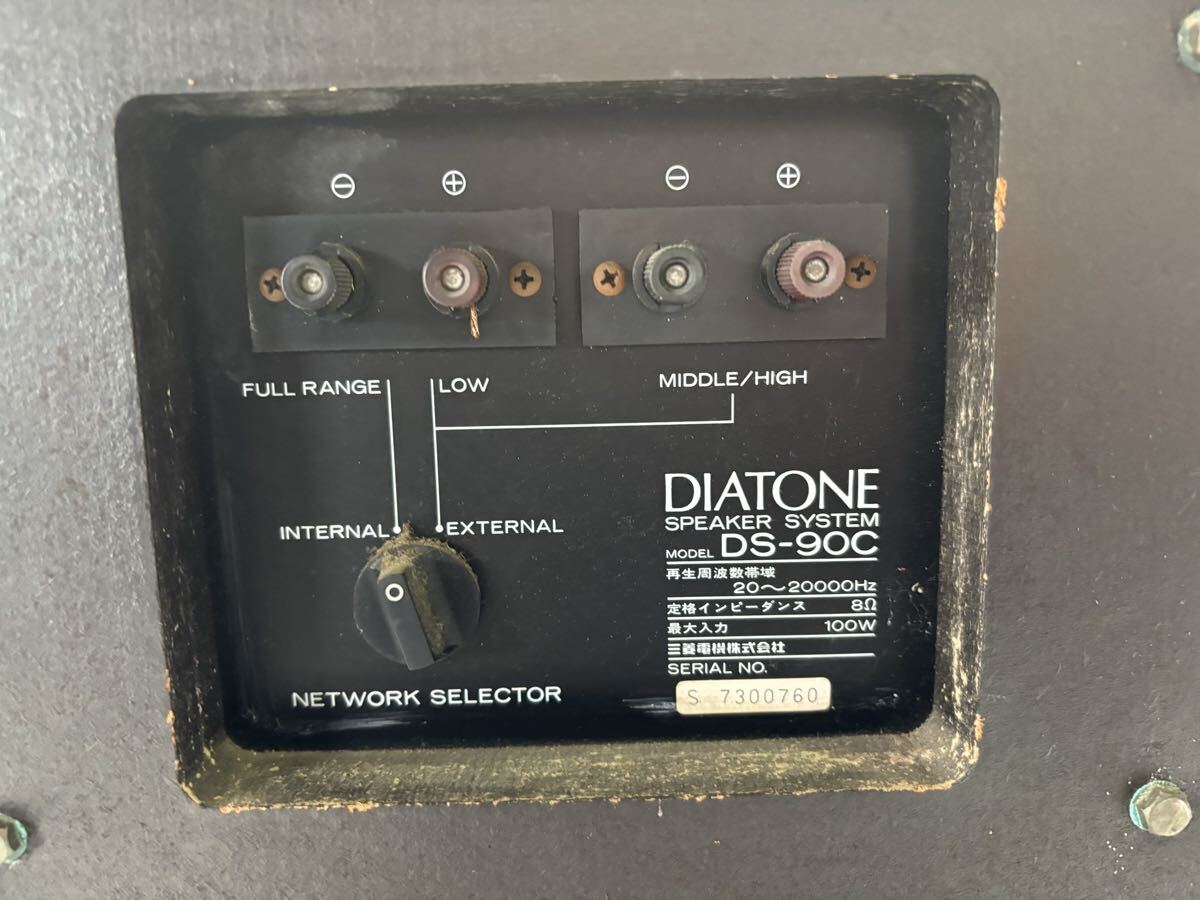 ⊖ ⊕ ⊖ ⊕
FULL RANGE LOW MIDDLE/HIGH
INTERNAL EXTERNAL
NETWORK SELECTOR
DIATONE
SPEAKER SYSTEM
MODEL DS-90C
再生周波数帯域
20〜20000Hz
定格インピーダンス 8Ω
最大入力 100W
三菱電機株式会社
SERIAL NO.
S 7300760